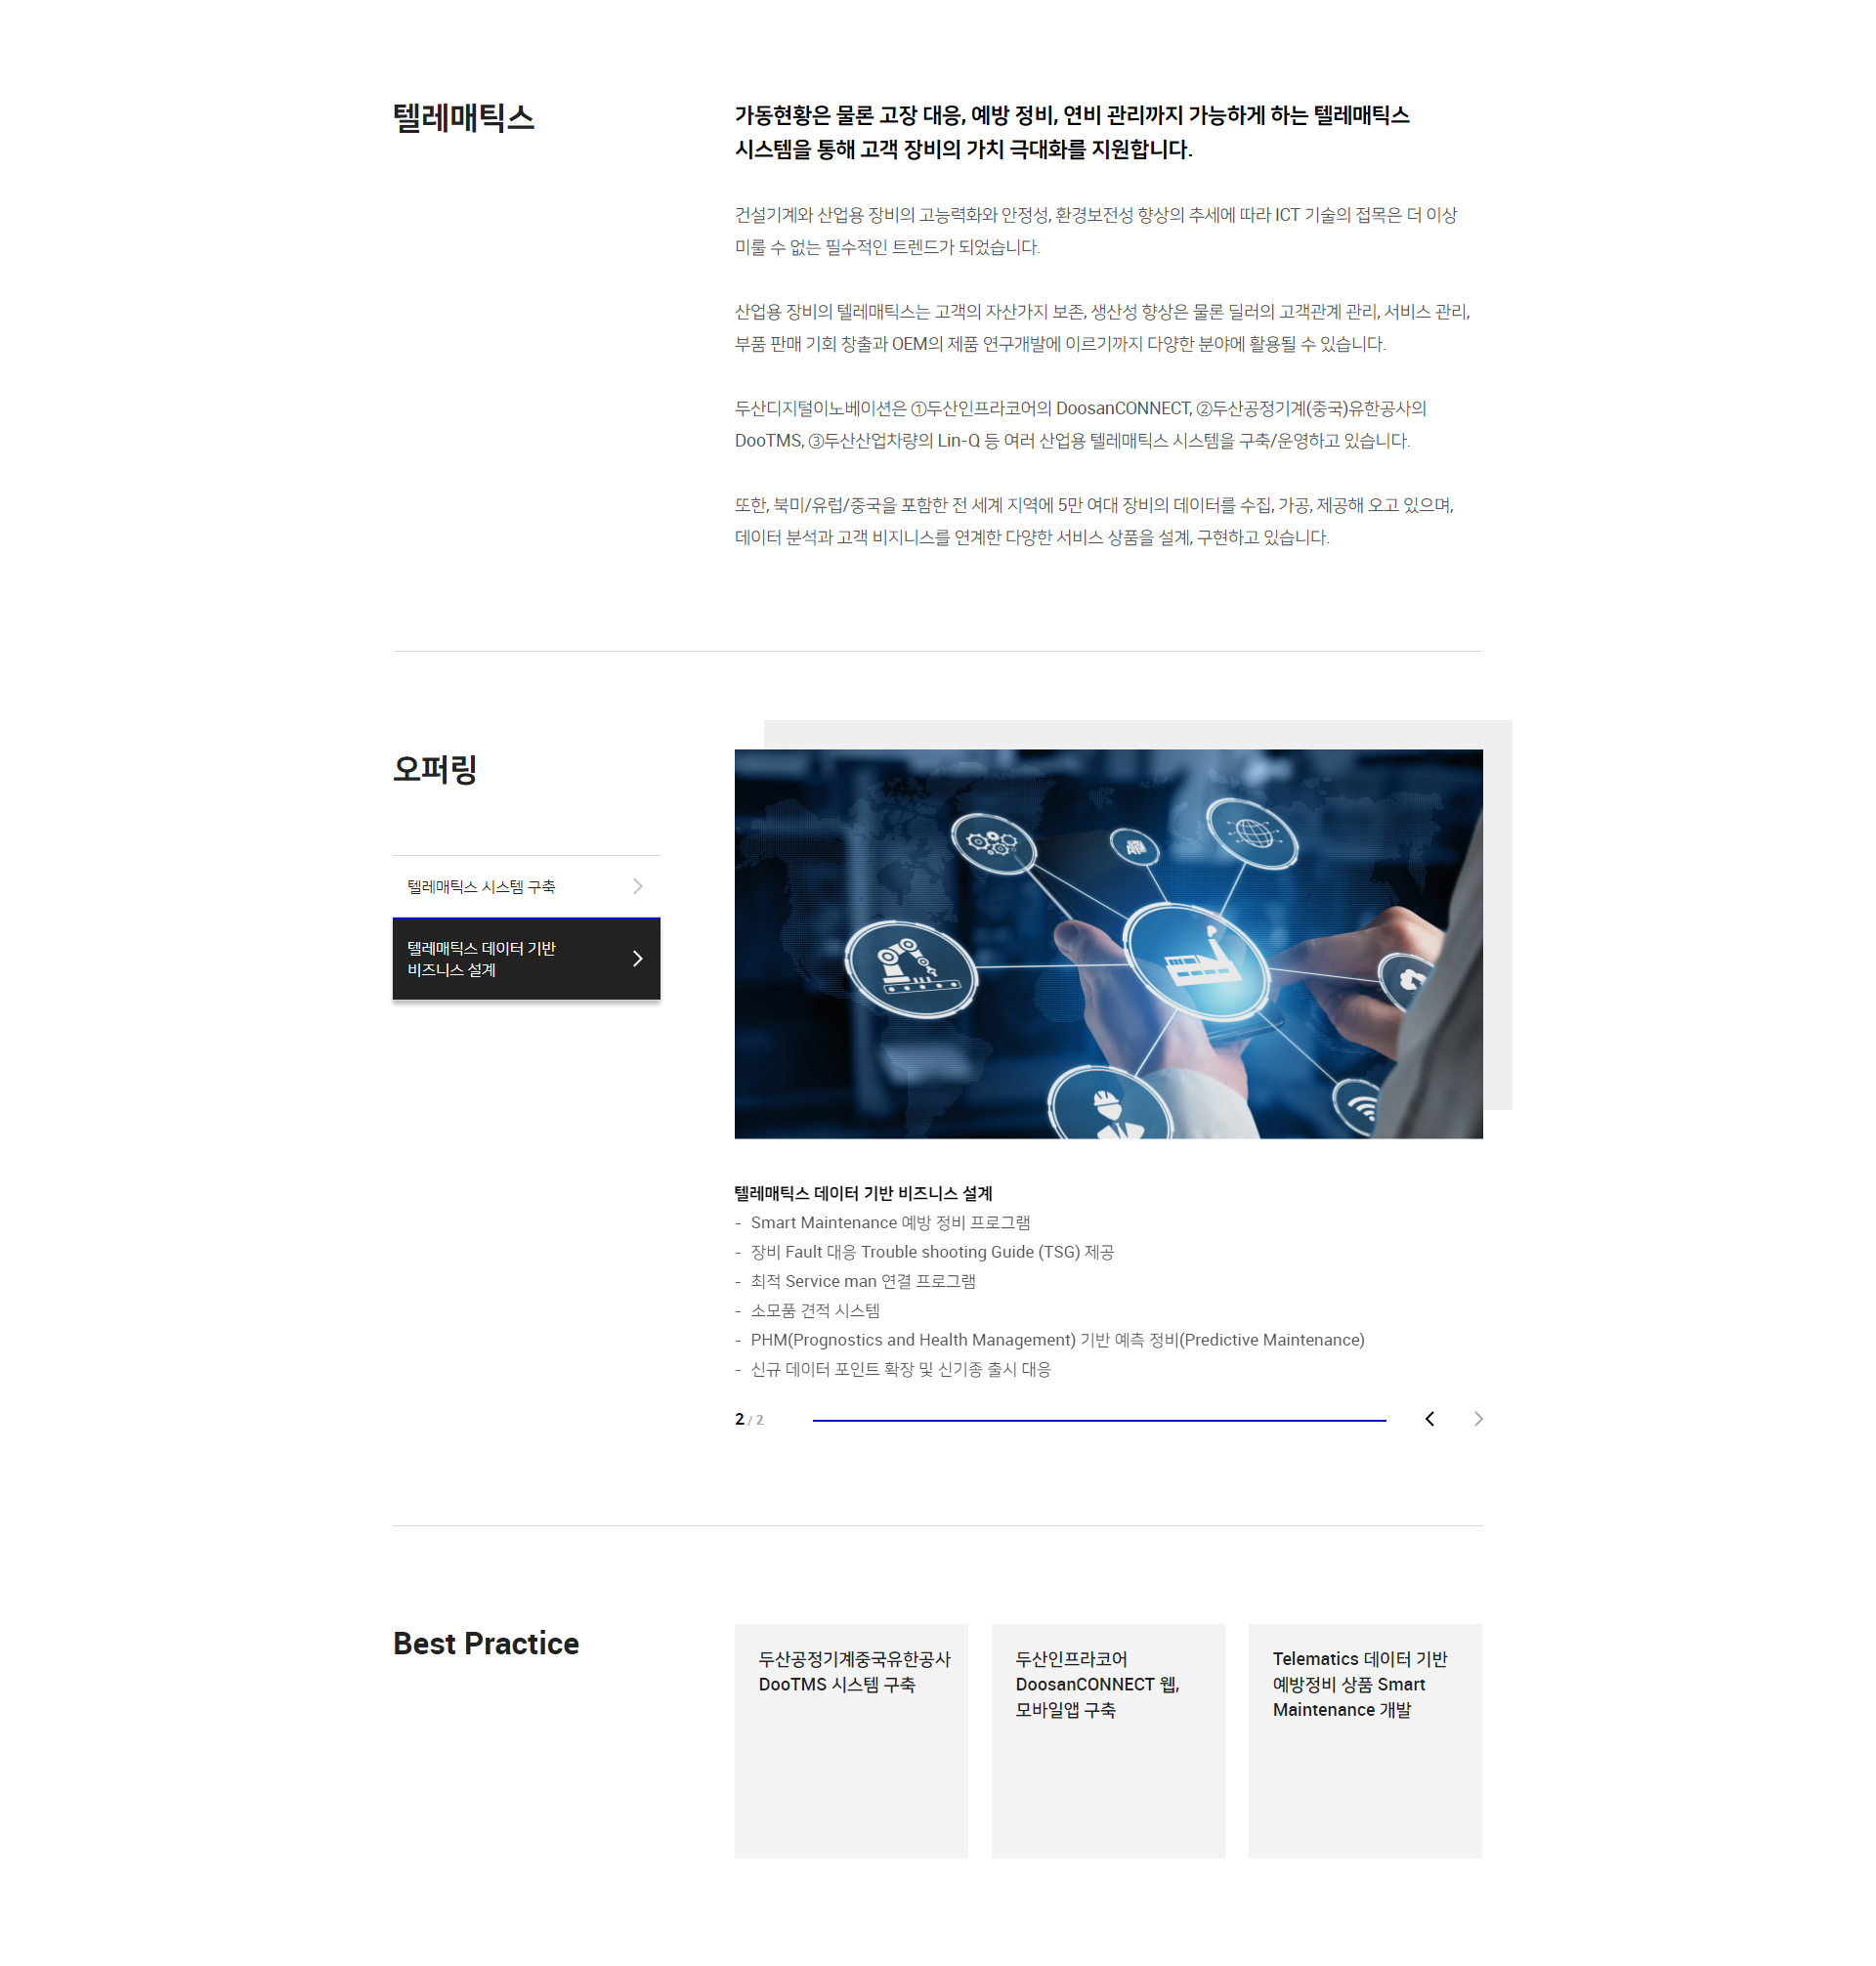 텔레매틱스
가동현황은 물론 고장 대응, 예방 정비, 연비 관리까지 가능하게 하는 텔레매틱스
시스템을 통해 고객 장비의 가치 극대화를 지원합니다.
건설기계와 산업용 장비의 고능력화와 안정성, 환경보전성 향상의 추세에 따라 ICT 기술의 접목은 더 이상
미룰 수 없는 필수적인 트렌드가 되었습니다.
산업용 장비의 텔레매틱스는 고객의 자산가지 보존, 생산성 향상은 물론 딜러의 고객관계 관리, 서비스 관리,
부품 판매 기회 창출과 OEM의 제품 연구개발에 이르기까지 다양한 분야에 활용될 수 있습니다.
두산디지털이노베이션은 ①두산인프라코어의 DoosanCONNECT, ②두산공정기계(중국)유한공사의
DooTMS, ③두산산업차량의 Lin-Q 등 여러 산업용 텔레매틱스 시스템을 구축/운영하고 있습니다.
또한, 북미/유럽/중국을 포함한 전 세계 지역에 5만 여대 장비의 데이터를 수집, 가공, 제공해 오고 있으며,
데이터 분석과 고객 비지니스를 연계한 다양한 서비스 상품을 설계, 구현하고 있습니다.
오퍼링
텔레매틱스 시스템 구축
텔레매틱스 데이터 기반
비즈니스 설계
텔레매틱스 데이터 기반 비즈니스 설계
- Smart Maintenance 예방 정비 프로그램
- 장비 Fault 대응 Trouble shooting Guide (TSG) 제공
- 최적 Service man 연결 프로그램
- 소모품 견적 시스템
- PHM(Prognostics and Health Management) 기반 예측 정비(Predictive Maintenance)
- 신규 데이터 포인트 확장 및 신기종 출시 대응
2 / 2
Best Practice
두산공정기계중국유한공사
DooTMS 시스템 구축
두산인프라코어
DoosanCONNECT 웹,
모바일앱 구축
Telematics 데이터 기반
예방정비 상품 Smart
Maintenance 개발